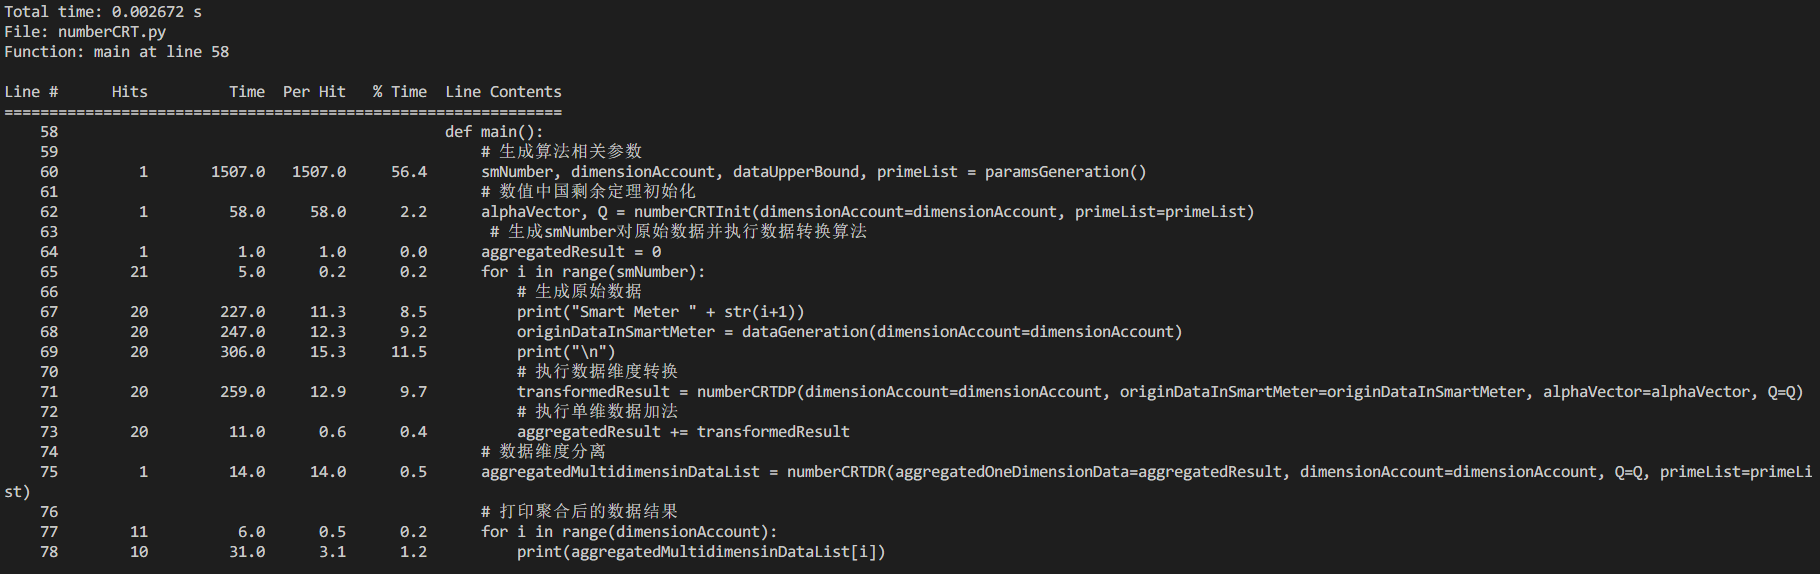 Total time: 0.002672 s
File: numberCRT.py
Function: main at line 58
Line #      Hits         Time  Per Hit   % Time  Line Contents
==============================================================
    58                                           def main():
    59                                               # 生成算法相关参数
    60         1       1507.0   1507.0     56.4      smNumber, dimensionAccount, dataUpperBound, primeList = paramsGeneration()
    61                                               # 数值中国剩余定理初始化
    62         1         58.0     58.0      2.2      alphaVector, Q = numberCRTInit(dimensionAccount=dimensionAccount, primeList=primeList)
    63                                                # 生成smNumber对原始数据并执行数据转换算法
    64         1          1.0      1.0      0.0      aggregatedResult = 0
    65        21          5.0      0.2      0.2      for i in range(smNumber):
    66                                                   # 生成原始数据
    67        20        227.0     11.3      8.5          print("Smart Meter " + str(i+1))
    68        20        247.0     12.3      9.2          originDataInSmartMeter = dataGeneration(dimensionAccount=dimensionAccount)
    69        20        306.0     15.3     11.5          print("\n")
    70                                                   # 执行数据维度转换
    71        20        259.0     12.9      9.7          transformedResult = numberCRTDP(dimensionAccount=dimensionAccount, originDataInSmartMeter=originDataInSmartMeter, alphaVector=alphaVector, Q=Q)
    72                                                   # 执行单维数据加法
    73        20         11.0      0.6      0.4          aggregatedResult += transformedResult
    74                                               # 数据维度分离
    75         1         14.0     14.0      0.5      aggregatedMultidimensinDataList = numberCRTDR(aggregatedOneDimensionData=aggregatedResult, dimensionAccount=dimensionAccount, Q=Q, primeList=primeLi
st)
    76                                               # 打印聚合后的数据结果
    77        11          6.0      0.5      0.2      for i in range(dimensionAccount):
    78        10         31.0      3.1      1.2          print(aggregatedMultidimensinDataList[i])